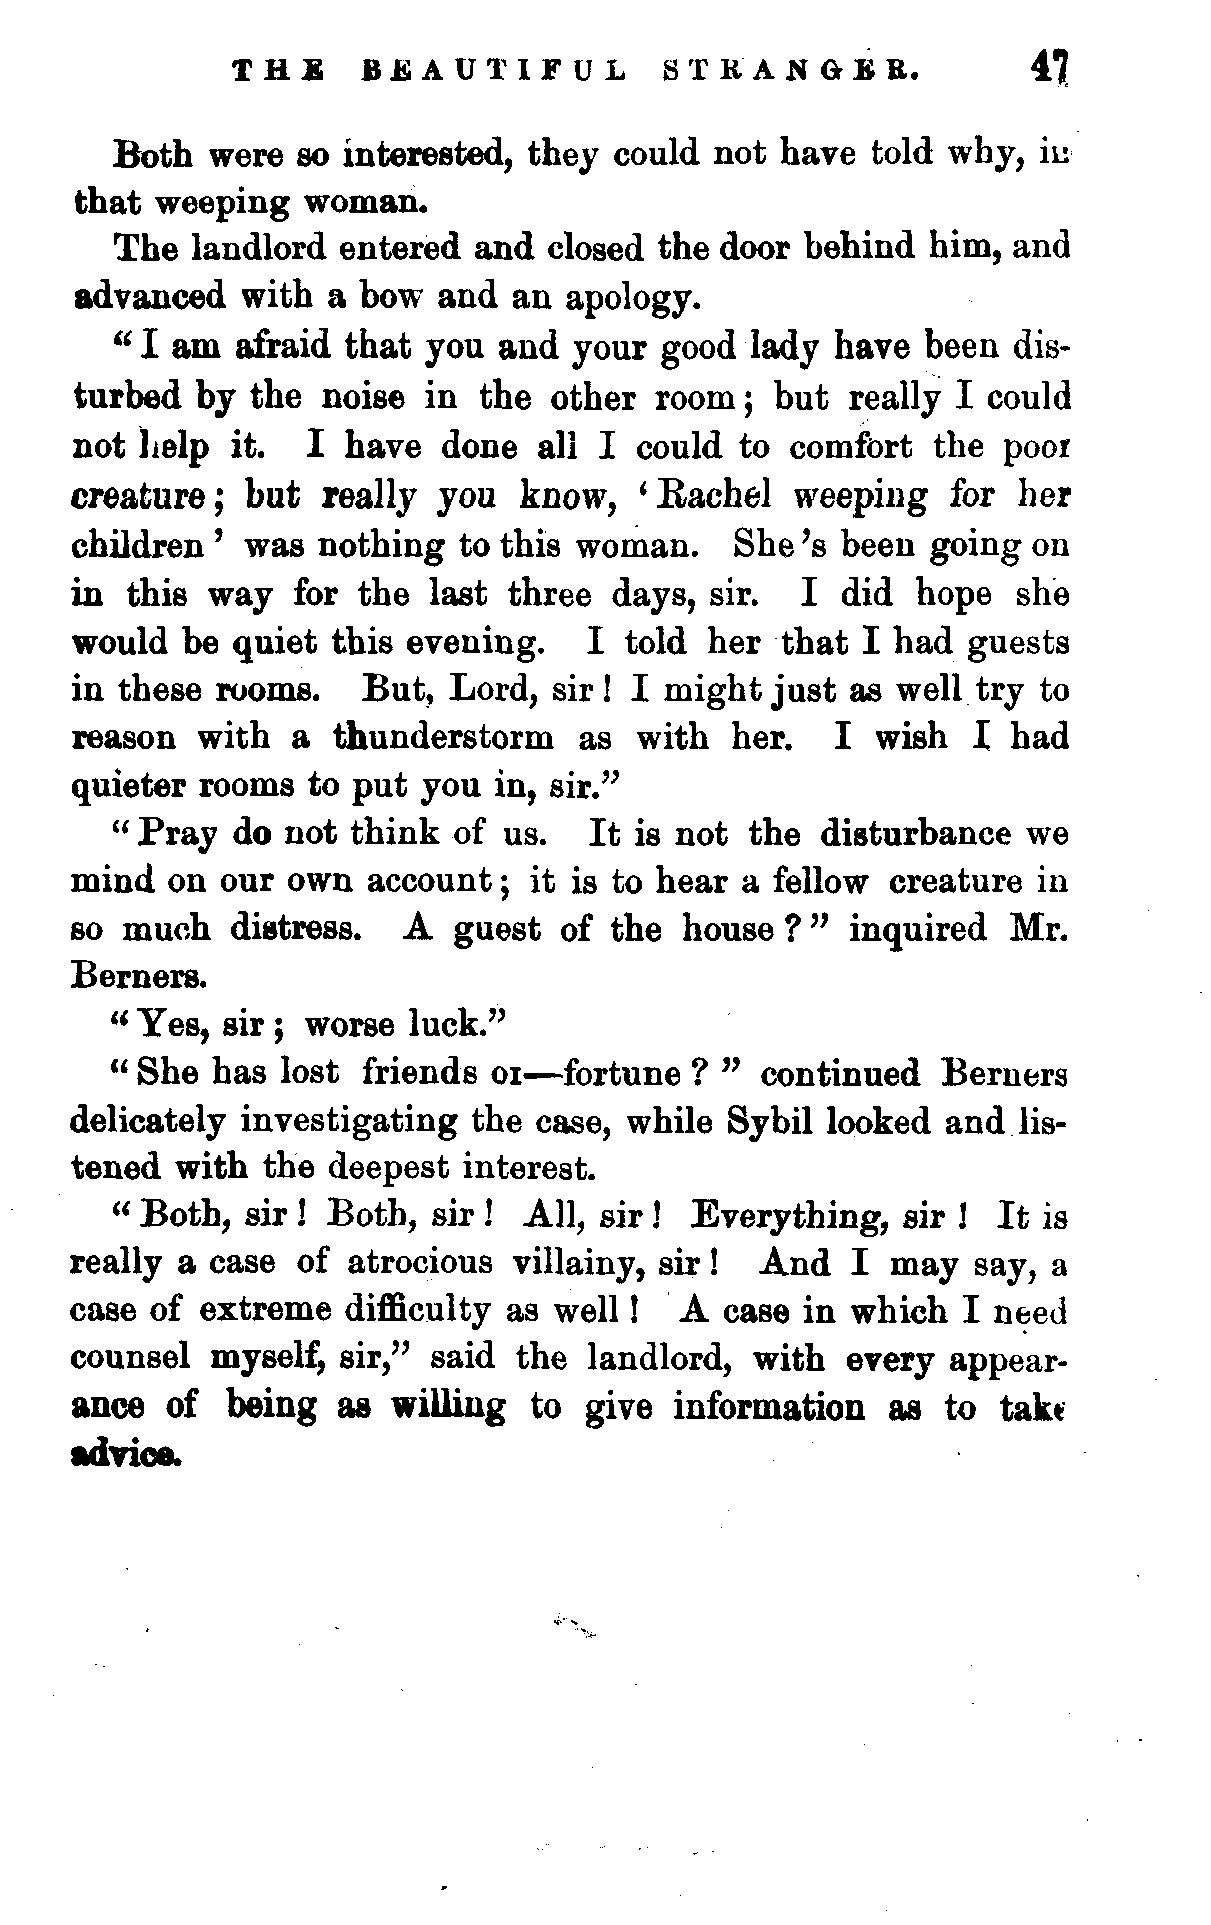 THE BEAUTIFUL STRANGER. 47
Both were so interested, they could not have told why, in
that weeping woman.
The landlord entered and closed the door behind him, and
advanced with a bow and an apology.
“I am afraid that you and your good lady have been dis-
turbed by the noise in the other room; but really I could
not help it. I have done all I could to comfort the poor
creature; but really you know, ‘Rachel weeping for her
children’ was nothing to this woman. She’s been going on
in this way for the last three days, sir. I did hope she
would be quiet this evening. I told her that I had guests
in these rooms. But, Lord, sir! I might just as well try to
reason with a thunderstorm as with her. I wish I had
quieter rooms to put you in, sir.”
“Pray do not think of us. It is not the disturbance we
mind on our own account; it is to hear a fellow creature in
so much distress. A guest of the house?” inquired Mr.
Berners.
“Yes, sir; worse luck.”
“She has lost friends or—fortune?” continued Berners
delicately investigating the case, while Sybil looked and lis-
tened with the deepest interest.
“Both, sir! Both, sir! All, sir! Everything, sir! It is
really a case of atrocious villainy, sir! And I may say, a
case of extreme difficulty as well! A case in which I need
counsel myself, sir,” said the landlord, with every appear-
ance of being as willing to give information as to take
advice.